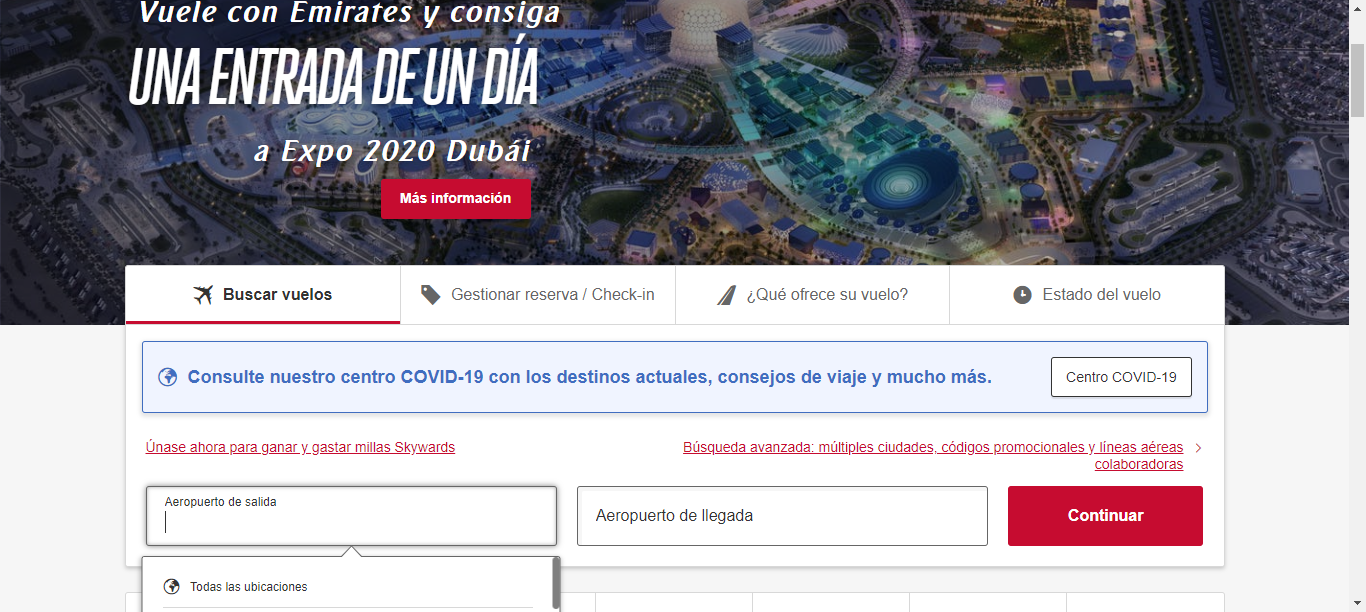 Vuele con Emirates y consiga
UNA ENTRADA DE UN DÍA
a Expo 2020 Dubái
Más información
Buscar vuelos
Gestionar reserva / Check-in
¿Qué ofrece su vuelo?
Estado del vuelo
Consulte nuestro centro COVID-19 con los destinos actuales, consejos de viaje y mucho más.
Centro COVID-19
Únase ahora para ganar y gastar millas Skywards
Búsqueda avanzada: múltiples ciudades, códigos promocionales y líneas aéreas
colaboradoras
Aeropuerto de salida
Aeropuerto de llegada
Continuar
Todas las ubicaciones